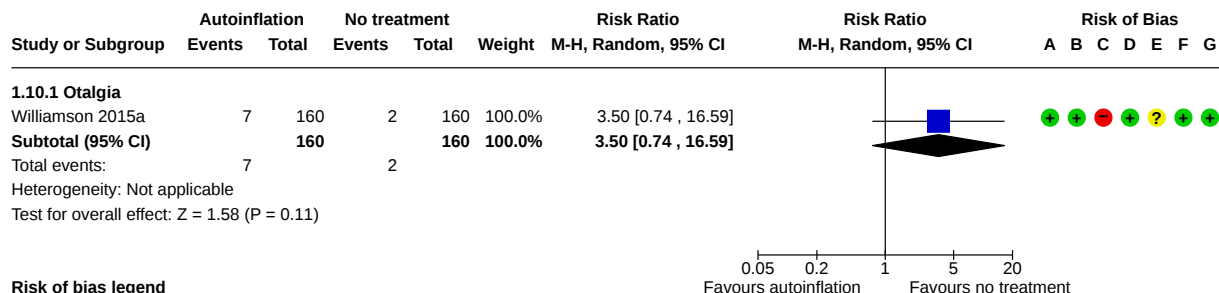 Autoinflation No treatment Risk Ratio Risk Ratio Risk of Bias
Study or Subgroup Events Total Events Total Weight M-H, Random, 95% CI M-H, Random, 95% CI A B C D E F G
1.10.1 Otalgia
Williamson 2015a 7 160 2 160 100.0% 3.50 [0.74 , 16.59] + + − + ? + +
Subtotal (95% CI) 160 160 100.0% 3.50 [0.74 , 16.59]
Total events: 7 2
Heterogeneity: Not applicable
Test for overall effect: Z = 1.58 (P = 0.11)
0.05 0.2 1 5 20
Favours autoinflation Favours no treatment
Risk of bias legend